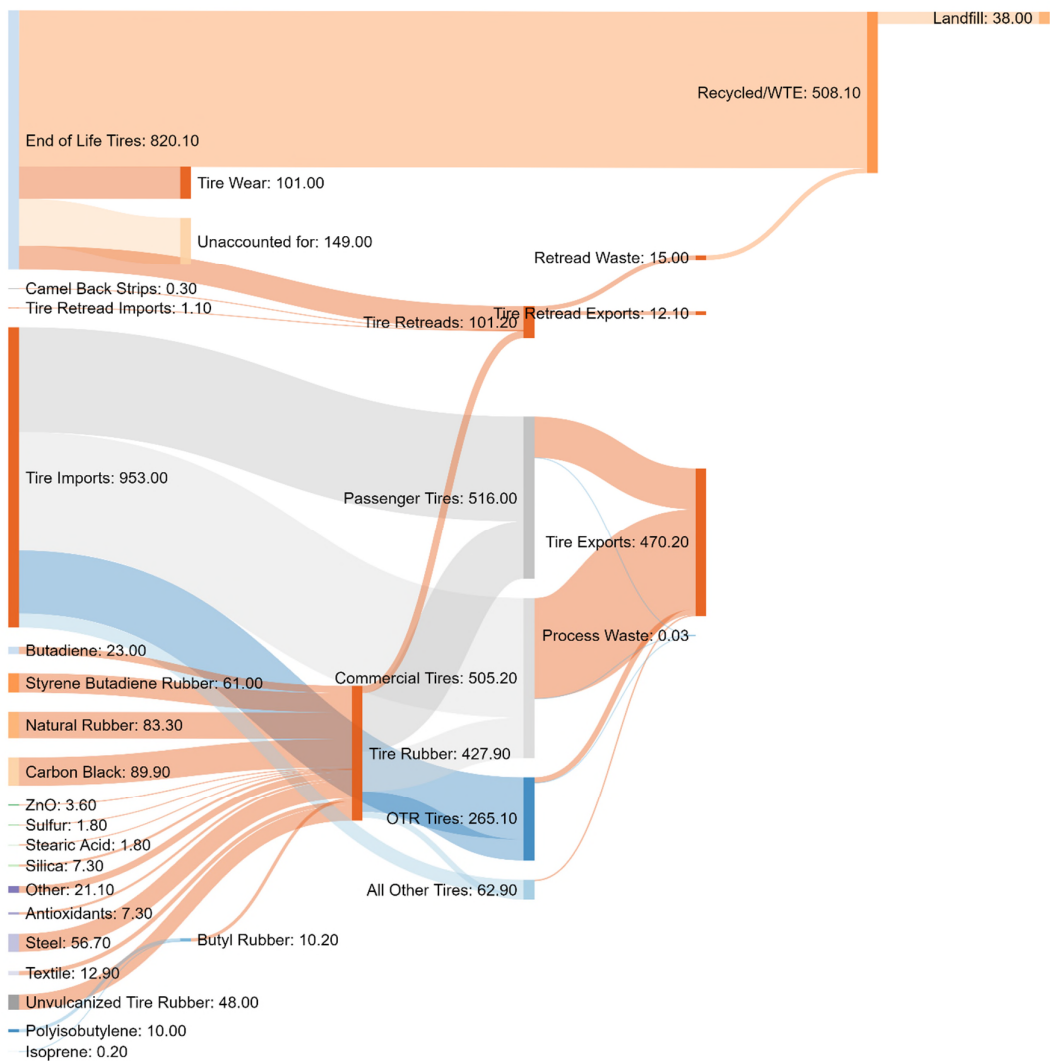 Landfill: 38.00
Recycled/WTE: 508.10
End of Life Tires: 820.10
Tire Wear: 101.00
Unaccounted for: 149.00
Retread Waste: 15.00
Camel Back Strips: 0.30
Tire Retread Imports: 1.10
Tire Retread Exports: 12.10
Tire Retreads: 101.20
Tire Imports: 953.00
Passenger Tires: 516.00
Tire Exports: 470.20
Process Waste: 0.03
Butadiene: 23.00
Commercial Tires: 505.20
Styrene Butadiene Rubber: 61.00
Natural Rubber: 83.30
Tire Rubber: 427.90
Carbon Black: 89.90
ZnO: 3.60
OTR Tires: 265.10
Sulfur: 1.80
Stearic Acid: 1.80
Silica: 7.30
Other: 21.10
All Other Tires: 62.90
Antioxidants: 7.30
Steel: 56.70
Butyl Rubber: 10.20
Textile: 12.90
Unvulcanized Tire Rubber: 48.00
Polyisobutylene: 10.00
Isoprene: 0.20